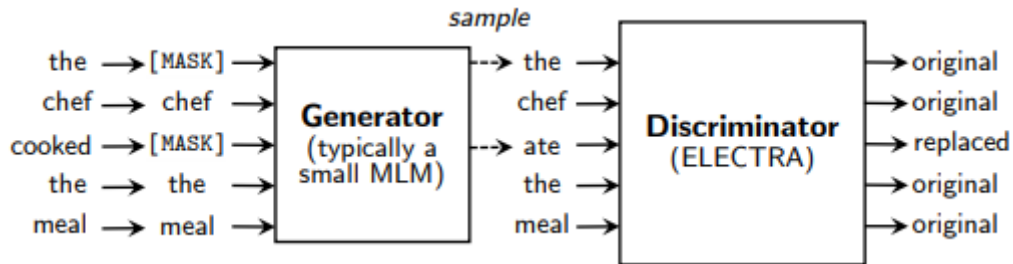 sample
the [MASK] the original
chef chef chef original
cooked [MASK] ate replaced
the the the original
meal meal meal original
Generator
(typically a
small MLM)
Discriminator
(ELECTRA)